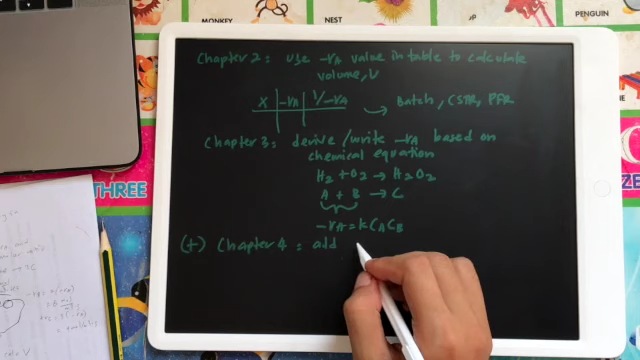 MONKEY
NEST
PENGUIN
THREE
Chapter 2: use -rA value in table to calculate
volume, V
X -rA 1/-rA → Batch, CSTR, PFR
Chapter 3: derive/write -rA based on
chemical equation
H2 + O2 → H2O2
A + B → C
-rA = kCACB
(+) Chapter 4: add